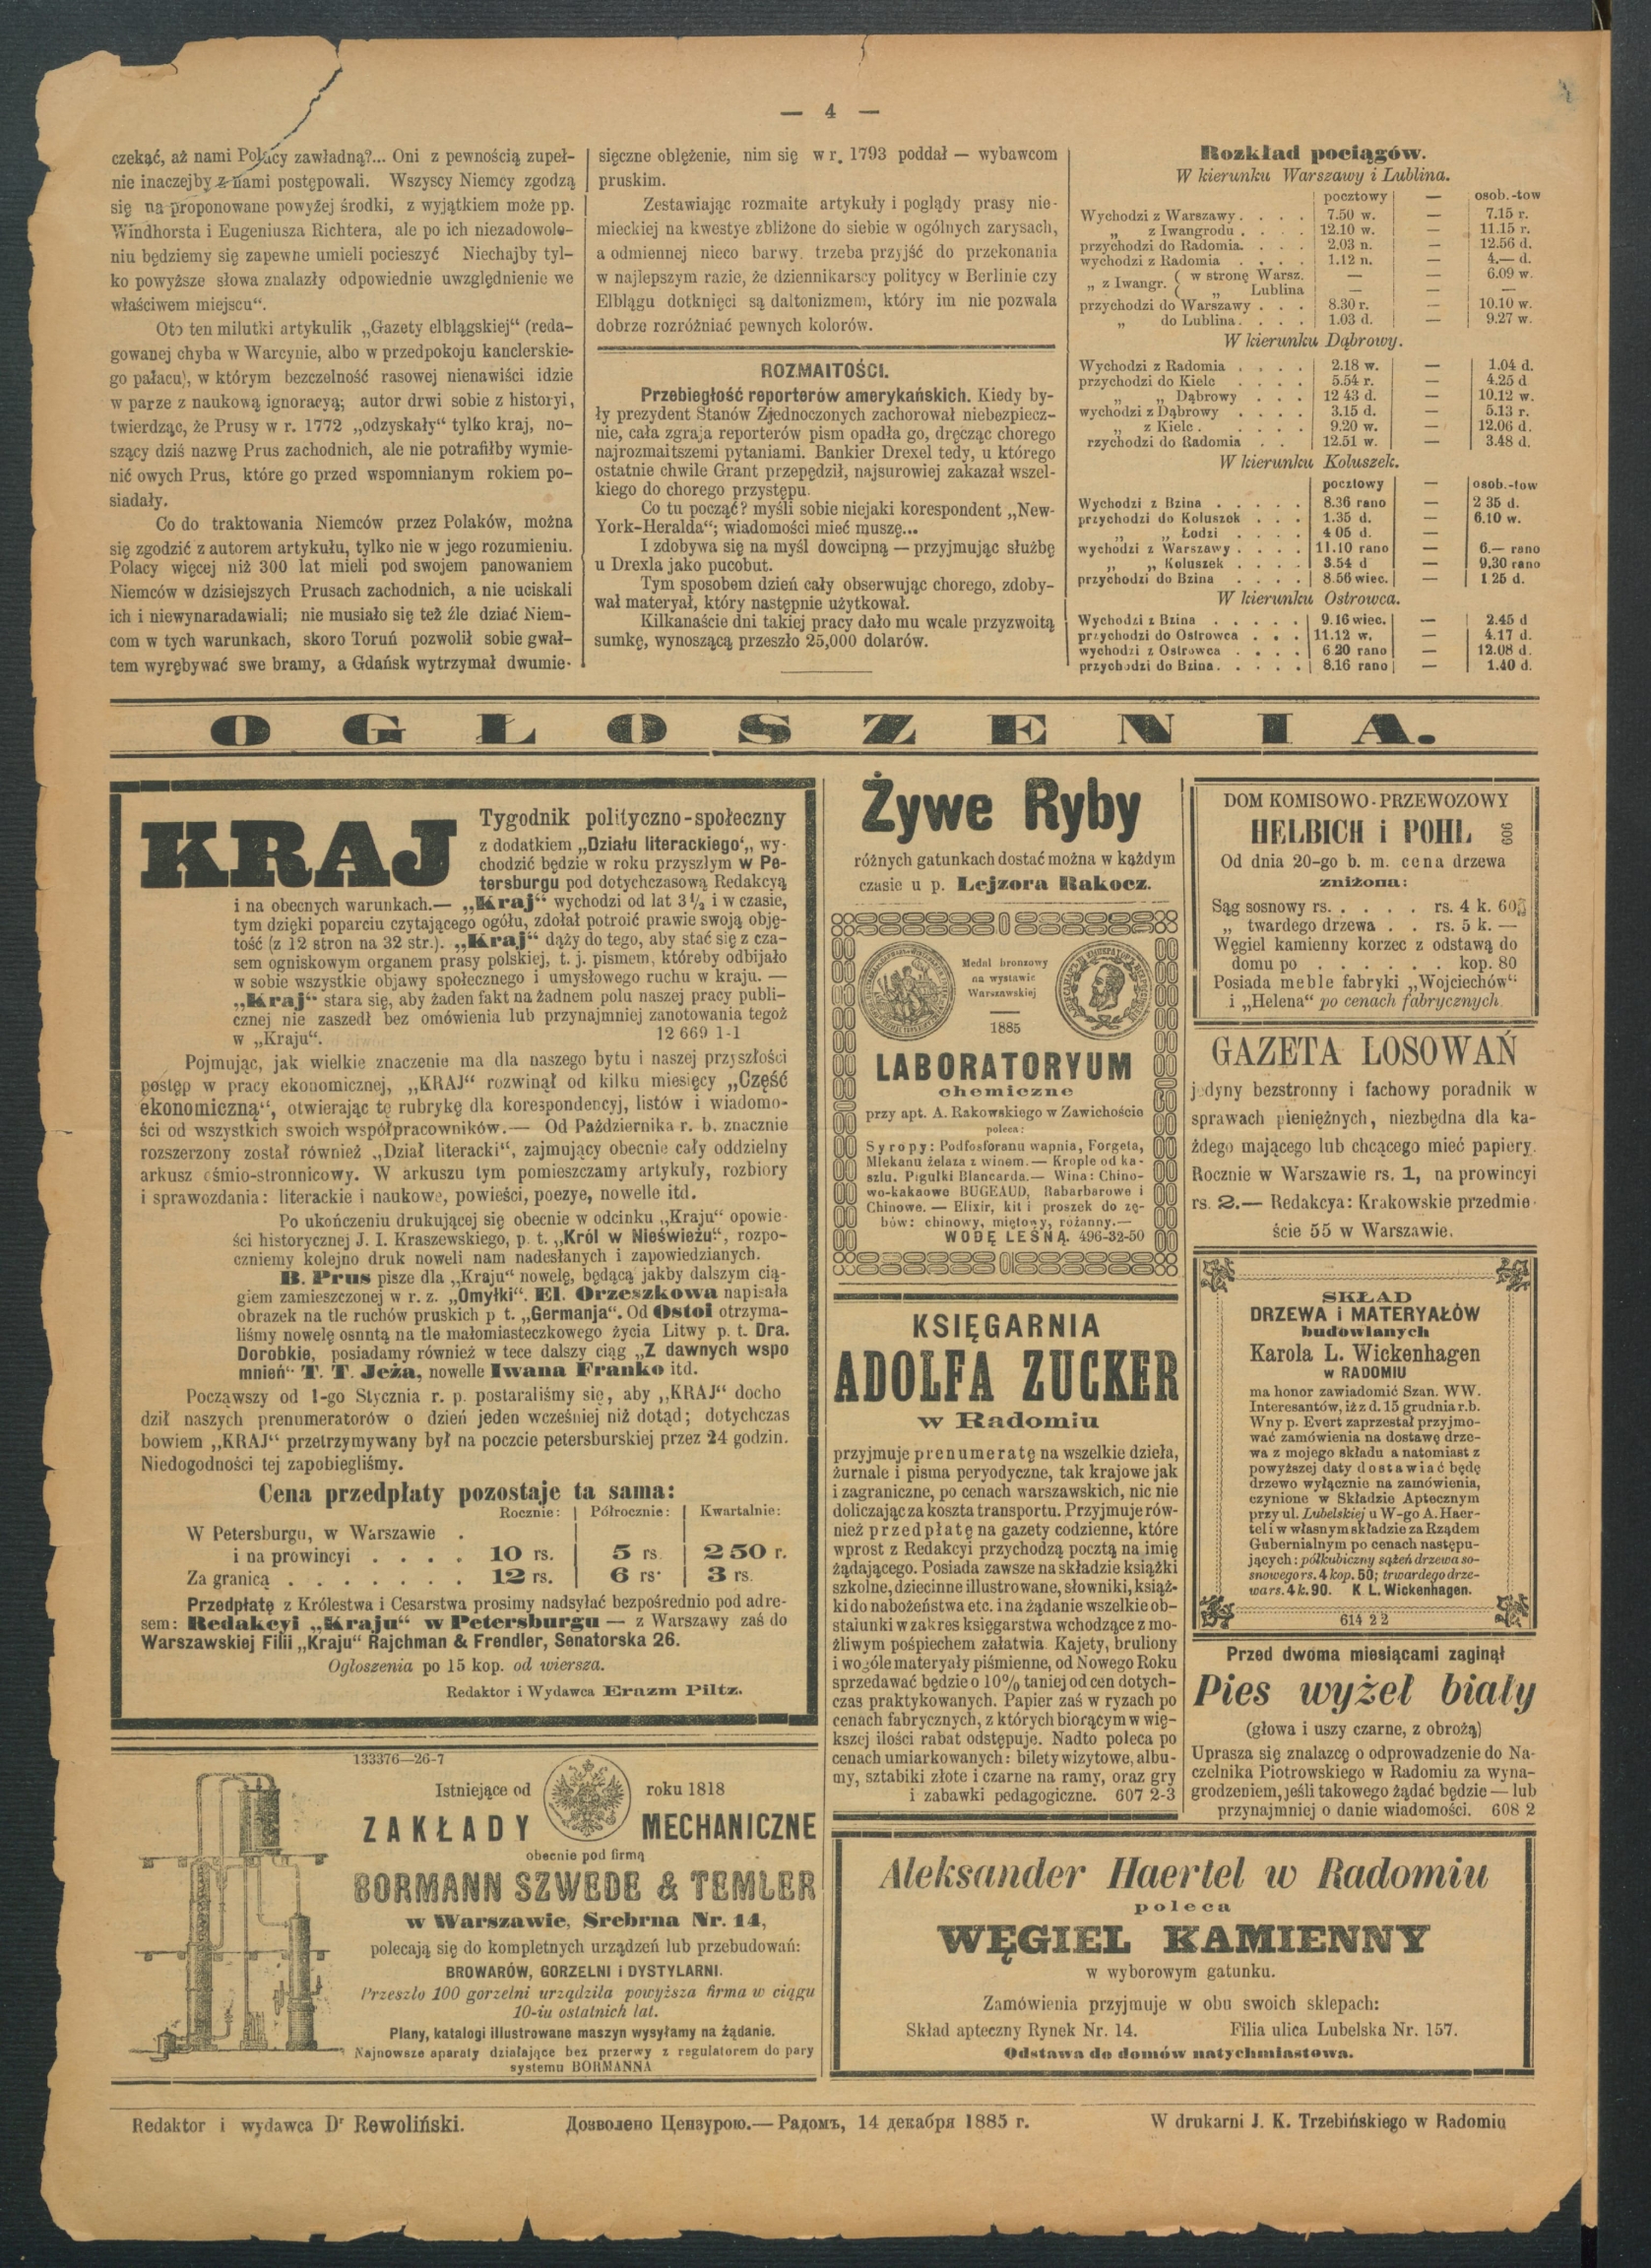 — 4 —
czekąć, aż nami Polacy zawładną?... Oni z pewnością zupeł-
nie inaczejby z nami postępowali. Wszyscy Niemcy zgodzą
się na proponowane powyżej środki, z wyjątkiem może pp.
Windhorsta i Eugeniusza Richtera, ale po ich niezadowole-
niu będziemy się zapewne umieli pocieszyć Niechajby tyl-
ko powyższe słowa znalazły odpowiednie uwzględnienie we
właściwem miejscu“.
Oto ten milutki artykulik „Gazety elbląskiej“ (reda-
gowanej chyba w Warcynie, albo w przedpokoju kanclerskie-
go pałacu), w którym bezczelność rasowej nienawiści idzie
w parze z naukową ignoracyą; autor drwi sobie z historyi,
twierdząc, że Prusy w r. 1772 „odzyskały“ tylko kraj, no-
szący dziś nazwę Prus zachodnich, ale nie potrafiłby wymie-
nić owych Prus, które go przed wspomnianym rokiem po-
siadały.
Co do traktowania Niemców przez Polaków, można
się zgodzić z autorem artykułu, tylko nie w jego rozumieniu.
Polacy więcej niż 300 lat mieli pod swojem panowaniem
Niemców w dzisiejszych Prusach zachodnich, a nie uciskali
ich i niewynaradawiali; nie musiało się też źle dziać Niem-
com w tych warunkach, skoro Toruń pozwolił sobie gwał-
tem wyrębywać swe bramy, a Gdańsk wytrzymał dwumie-
sięczne oblężenie, nim się w r. 1793 poddał — wybawcom
pruskim.
Zestawiając rozmaite artykuły i poglądy prasy nie-
mieckiej na kwestye zbliżone do siebie w ogólnych zarysach,
a odmiennej nieco barwy. trzeba przyjść do przekonania
w najlepszym razie, że dziennikarscy politycy w Berlinie czy
Elblągu dotknięci są daltonizmem, który im nie pozwala
dobrze rozróżniać pewnych kolorów.
ROZMAITOŚCI.
Przebiegłość reporterów amerykańskich. Kiedy by-
ły prezydent Stanów Zjednoczonych zachorował niebezpiecz-
nie, cała zgraja reporterów pism opadła go, dręcząc chorego
najrozmaitszemi pytaniami. Bankier Drexel tedy, u którego
ostatnie chwile Grant przepędził, najsurowiej zakazał wszel-
kiego do chorego przystępu.
Co tu począć? myśli sobie niejaki korespondent „New-
York-Heralda“; wiadomości mieć muszę...
I zdobywa się na myśl dowcipną — przyjmując służbę
u Drexla jako pucobut.
Tym sposobem dzień cały obserwując chorego, zdoby-
wał materyał, który następnie użytkował.
Kilkanaście dni takiej pracy dało mu wcale przyzwoitą
sumkę, wynoszącą przeszło 25,000 dolarów.
Rozkład pociągów.
W kierunku Warszawy i Lublina.
pocztowy — osob.-tow
Wychodzi z Warszawy . . . . 7.50 w. — 7.15 r.
„ z Iwangrodu . . . . 12.10 w. — 11.15 r.
przychodzi do Radomia. . . . 2.03 n. — 12.56 d.
wychodzi z Radomia . . . . 1.12 n. — 4.— d.
„ z Iwangr. { w stronę Warsz. — — 6.09 w.
„ Lublina — — —
przychodzi do Warszawy . . . 8.30 r. — 10.10 w.
„ do Lublina. . . . 1.03 d. — 9.27 w.
W kierunku Dąbrowy.
Wychodzi z Radomia . . . . 2.18 w. — 1.04 d.
przychodzi do Kielc . . . . 5.54 r. — 4.25 d
„ „ Dąbrowy . . . 12 43 d. — 10.12 w.
wychodzi z Dąbrowy . . . . 3.15 d. — 5.13 r.
„ z Kielc . . . . . 9.20 w. — 12.06 d.
rzychodzi do Radomia . . . 12.51 w. — 3.48 d.
W kierunku Koluszek.
pocztowy — osob.-tow
Wychodzi z Bzina . . . . . 8.36 rano — 2 35 d.
przychodzi do Koluszek . . . 1.35 d. — 6.10 w.
„ „ Łodzi . . . . 4 05 d. —
wychodzi z Warszawy . . . . 11.10 rano — 6.— rano
„ „ Koluszek . . . . 3.54 d — 9.30 rano
przychodzi do Bzina . . . . 8.56 wiec. — 1 25 d.
W kierunku Ostrowca.
Wychodzi z Bzina . . . . . 9.16 wiec. — 2.45 d
przychodzi do Ostrowca . . . 11.12 w. — 4.17 d.
wychodzi z Ostrowca . . . . 6 20 rano — 12.08 d.
przychodzi do Bzina. . . . . 8.16 rano — 1.40 d.
OGŁOSZENIA.
KRAJ
Tygodnik polityczno-społeczny
z dodatkiem „Działu literackiego‘„ wy-
chodzić będzie w roku przyszłym w Pe-
tersburgu pod dotychczasową Redakcyą
i na obecnych warunkach.— „Kraj“ wychodzi od lat 3½ i w czasie,
tym dzięki poparciu czytającego ogółu, zdołał potroić prawie swoją obję-
tość (z 12 stron na 32 str.). „Kraj“ dąży do tego, aby stać się z cza-
sem ogniskowym organem prasy polskiej, t. j. pismem, któreby odbijało
w sobie wszystkie objawy społecznego i umysłowego ruchu w kraju. —
„Kraj“ stara się, aby żaden fakt na żadnem polu naszej pracy publi-
cznej nie zaszedł bez omówienia lub przynajmniej zanotowania tegoż
w „Kraju“. 12 669 1-1
Pojmując, jak wielkie znaczenie ma dla naszego bytu i naszej przyszłości
postęp w pracy ekonomicznej, „KRAJ“ rozwinął od kilku miesięcy „Część
ekonomiczną“, otwierając tę rubrykę dla korespondencyj, listów i wiadomo-
ści od wszystkich swoich współpracowników.— Od Października r. b. znacznie
rozszerzony został również „Dział literacki“, zajmujący obecnie cały oddzielny
arkusz ośmio-stronnicowy. W arkuszu tym pomieszczamy artykuły, rozbiory
i sprawozdania: literackie i naukowe, powieści, poezye, nowelle itd.
Po ukończeniu drukującej się obecnie w odcinku „Kraju“ opowie-
ści historycznej J. I. Kraszewskiego, p. t. „Król w Nieświeżu“, rozpo-
czniemy kolejno druk noweli nam nadesłanych i zapowiedzianych.
B. Prus pisze dla „Kraju“ nowelę, będącą jakby dalszym cią-
giem zamieszczonej w r. z. „Omyłki“. El. Orzeszkowa napisała
obrazek na tle ruchów pruskich p t. „Germanja“. Od Ostoi otrzyma-
liśmy nowelę osnntą na tle małomiasteczkowego życia Litwy p. t. Dra.
Dorobkie, posiadamy również w tece dalszy ciąg „Z dawnych wspo
mnień“ T. T. Jeża, nowelle Iwana Franko itd.
Począwszy od 1-go Stycznia r. p. postaraliśmy się, aby „KRAJ“ docho
dził naszych prenumeratorów o dzień jeden wcześniej niż dotąd; dotychczas
bowiem „KRAJ“ przetrzymywany był na poczcie petersburskiej przez 24 godzin.
Niedogodności tej zapobiegliśmy.
Cena przedpłaty pozostaje ta sama:
Rocznie: Półrocznie: Kwartalnie:
W Petersburgu, w Warszawie .
i na prowincyi . . . . 10 rs. 5 rs. 2 50 r.
Za granicą . . . . . . . 12 rs. 6 rs. 3 rs.
Przedpłatę z Królestwa i Cesarstwa prosimy nadsyłać bezpośrednio pod adre-
sem: Redakcyi „Kraju“ w Petersburgu — z Warszawy zaś do
Warszawskiej Filii „Kraju“ Rajchman & Frendler, Senatorska 26.
Ogłoszenia po 15 kop. od wiersza.
Redaktor i Wydawca Erazm Piltz.
133376—26-7
Istniejące od roku 1818
ZAKŁADY MECHANICZNE
obecnie pod firmą
BORMANN SZWEDE & TEMLER
w Warszawie, Srebrna Nr. 14,
polecają się do kompletnych urządzeń lub przebudowań:
BROWARÓW, GORZELNI i DYSTYLARNI.
Przeszło 100 gorzelni urządziła powyższa firma w ciągu
10-iu ostatnich lat.
Plany, katalogi illustrowane maszyn wysyłamy na żądanie.
Najnowsze aparaty działające bez przerwy z regulatorem do pary
systemu BORMANNA
Żywe Ryby
różnych gatunkach dostać można w każdym
czasie u p. Lejzora Rakocz.
Medal bronzowy
na wystawie
Warszawskiej
1885
LABORATORYUM
chemiczne
przy apt. A. Rakowskiego w Zawichoście
poleca:
Syropy: Podfosforanu wapnia, Forgeta,
Mlekanu żelaza z winem.— Krople od ka-
szlu. Pigułki Blancarda.— Wina: Chino-
wo-kakaowe BUGEAUD, Rabarbarowe i
Chinowe. — Elixir, kit i proszek do zę-
bów: chinowy, miętowy, różanny.—
WODĘ LEŚNĄ. 496-32-50
KSIĘGARNIA
ADOLFA ZUCKER
w Radomiu
przyjmuje prenumeratę na wszelkie dzieła,
żurnale i pisma peryodyczne, tak krajowe jak
i zagraniczne, po cenach warszawskich, nic nie
doliczając za koszta transportu. Przyjmuje rów-
nież przedpłatę na gazety codzienne, które
wprost z Redakcyi przychodzą pocztą na imię
żądającego. Posiada zawsze na składzie książki
szkolne, dziecinne illustrowane, słowniki, książ-
ki do nabożeństwa etc. i na żądanie wszelkie ob-
stalunki w zakres księgarstwa wchodzące z mo-
żliwym pośpiechem załatwia. Kajety, bruliony
i wogóle materyały piśmienne, od Nowego Roku
sprzedawać będzie o 10% taniej od cen dotych-
czas praktykowanych. Papier zaś w ryzach po
cenach fabrycznych, z których biorącym w wię-
kszej ilości rabat odstępuje. Nadto poleca po
cenach umiarkowanych: bilety wizytowe, albu-
my, sztabiki złote i czarne na ramy, oraz gry
i zabawki pedagogiczne. 607 2-3
DOM KOMISOWO-PRZEWOZOWY
HELBICH i POHL 606
Od dnia 20-go b. m. cena drzewa
zniżona:
Sąg sosnowy rs. . . . . rs. 4 k. 60
„ twardego drzewa . . rs. 5 k. —
Węgiel kamienny korzec z odstawą do
domu po . . . . . . kop. 80
Posiada meble fabryki „Wojciechów“
i „Helena“ po cenach fabrycznych.
GAZETA LOSOWAŃ
jedyny bezstronny i fachowy poradnik w
sprawach pieniężnych, niezbędna dla ka-
żdego mającego lub chcącego mieć papiery.
Rocznie w Warszawie rs. 1, na prowincyi
rs. 2.— Redakcya: Krakowskie przedmie-
ście 55 w Warszawie.
SKŁAD
DRZEWA i MATERYAŁÓW
budowlanych
Karola L. Wickenhagen
w RADOMIU
ma honor zawiadomić Szan. WW.
Interesantów, iż z d. 15 grudnia r.b.
Wny p. Evert zaprzestał przyjmo-
wać zamówienia na dostawę drze-
wa z mojego składu a natomiast z
powyższej daty dostawiać będę
drzewo wyłącznie na zamówienia,
czynione w Składzie Aptecznym
przy ul. Lubelskiej u W-go A. Haer-
tel i w własnym składzie za Rządem
Gubernialnym po cenach następu-
jących: półkubiczny sążeń drzewa so-
snowego rs. 4 kop. 50; twardego drze-
wa rs. 4 k. 90. K L. Wickenhagen.
614 2 2
Przed dwoma miesiącami zaginął
Pies wyżeł biały
(głowa i uszy czarne, z obrożą)
Uprasza się znalazcę o odprowadzenie do Na-
czelnika Piotrowskiego w Radomiu za wyna-
grodzeniem, jeśli takowego żądać będzie — lub
przynajmniej o danie wiadomości. 608 2
Aleksander Haertel w Radomiu
poleca
WĘGIEL KAMIENNY
w wyborowym gatunku.
Zamówienia przyjmuje w obu swoich sklepach:
Skład apteczny Rynek Nr. 14. Filia ulica Lubelska Nr. 157.
Odstawa do domów natychmiastowa.
Redaktor i wydawca Dr Rewoliński. Дозволено Цензурою.— Радомъ, 14 декабря 1885 г. W drukarni J. K. Trzebińskiego w Radomiu